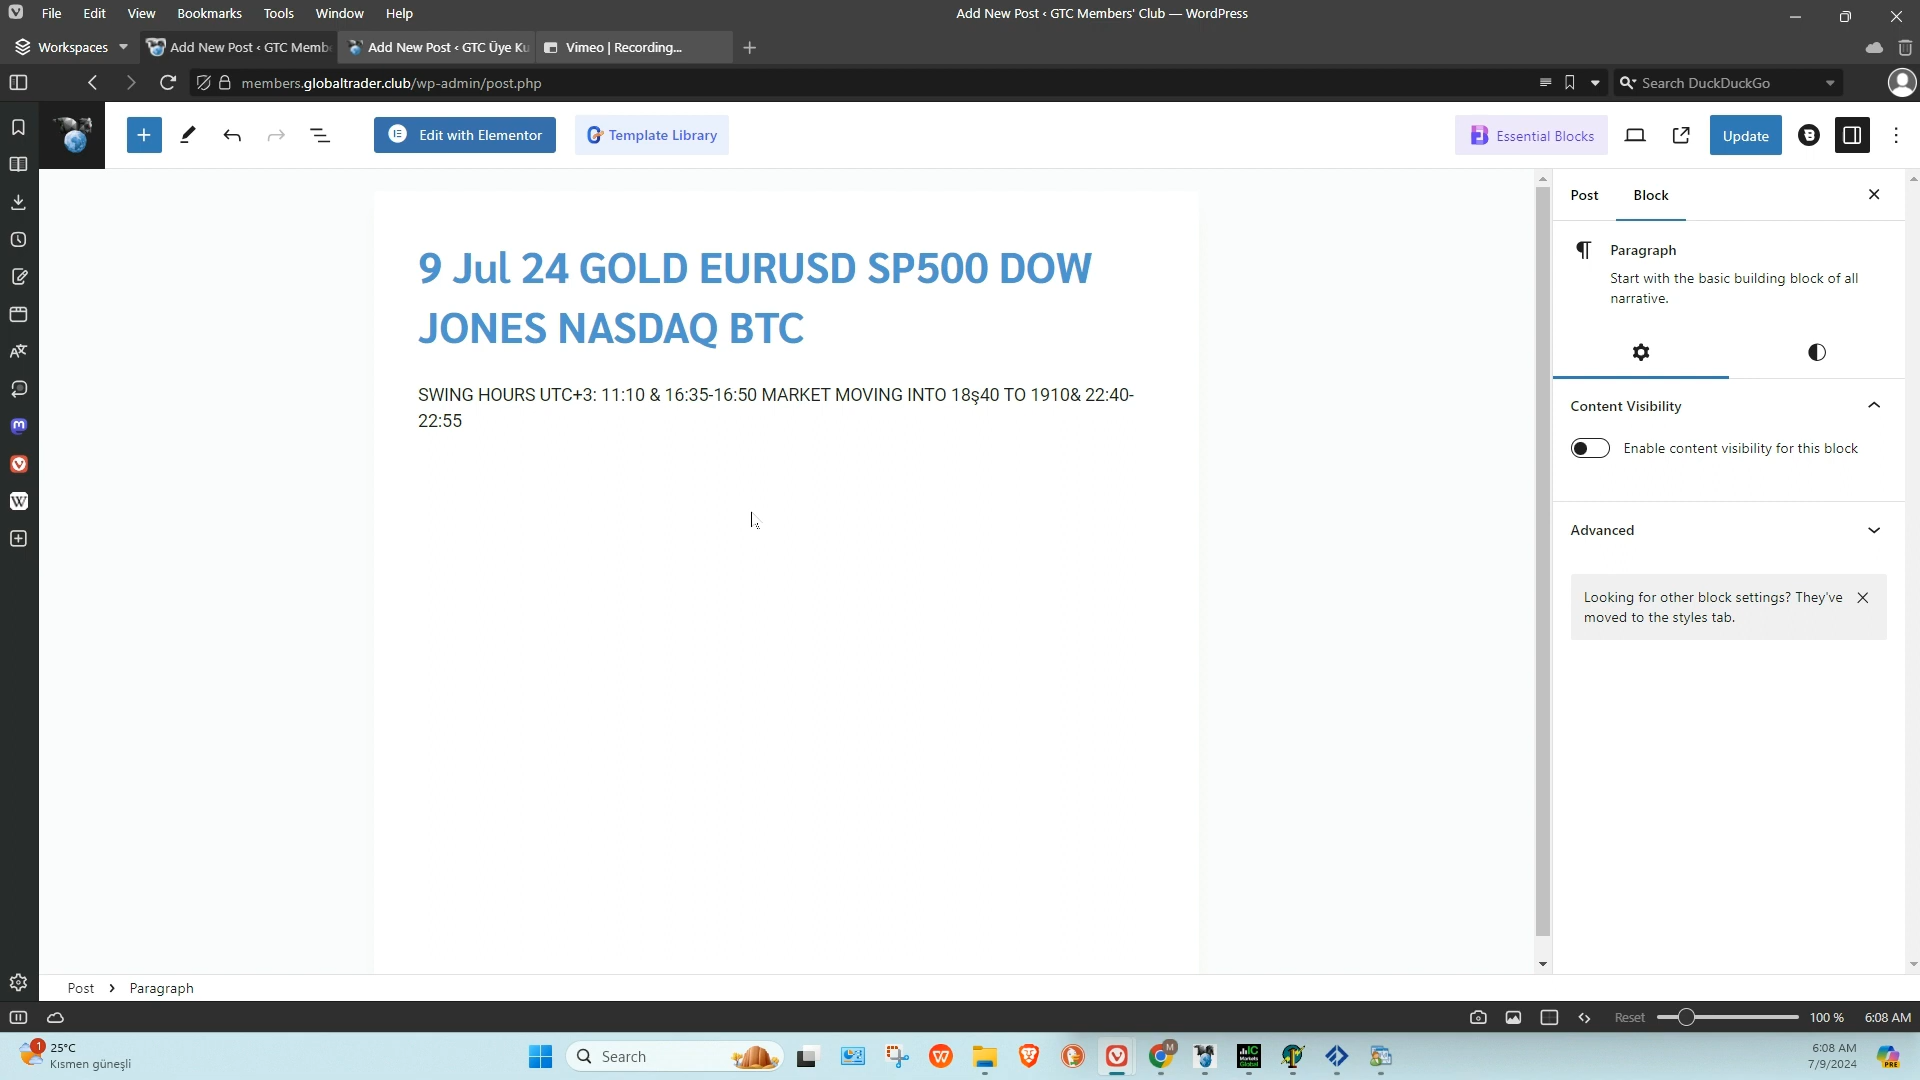 File Edit View Bookmarks Tools Window Help
Add New Post ‹ GTC Members' Club — WordPress
Workspaces
Add New Post ‹ GTC Memb
Add New Post ‹ GTC Üye Ku
Vimeo | Recording...
members.globaltrader.club/wp-admin/post.php
Search DuckDuckGo
Edit with Elementor
Template Library
Essential Blocks
Update
Post Block
Paragraph
Start with the basic building block of all
narrative.
9 Jul 24 GOLD EURUSD SP500 DOW
JONES NASDAQ BTC
SWING HOURS UTC+3: 11:10 & 16:35-16:50 MARKET MOVING INTO 18ş40 TO 1910& 22:40-
22:55
Content Visibility
Enable content visibility for this block
Advanced
Looking for other block settings? They've
moved to the styles tab.
Post › Paragraph
Reset
100 %
6:08 AM
1
25°C
Kısmen güneşli
Search
M
IC
Markets
Global
6:08 AM
7/9/2024
PRE